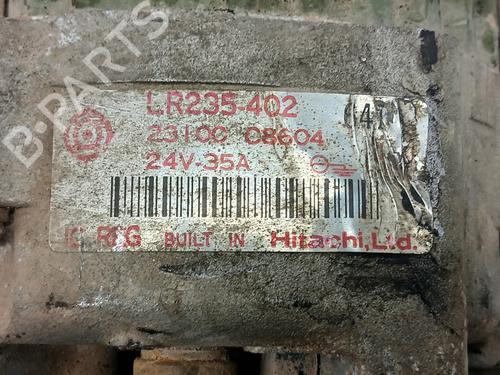 B-PARTS
LR235-402
23100 C8604
24V-35A
IC REG BUILT IN Hitachi, Ltd.